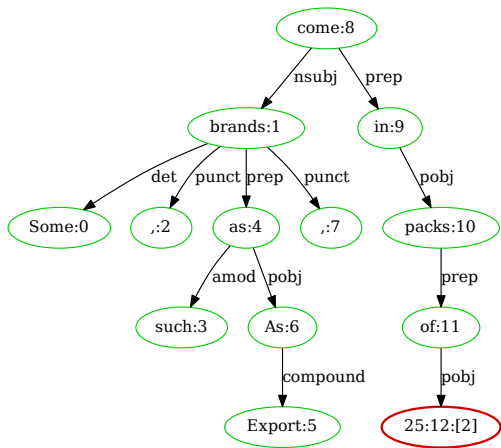 come:8
nsubj prep
brands:1 in:9
det punct prep punct pobj
Some:0 ,:2 as:4 ,:7 packs:10
amod pobj prep
such:3 As:6 of:11
compound pobj
Export:5 25:12:[2]